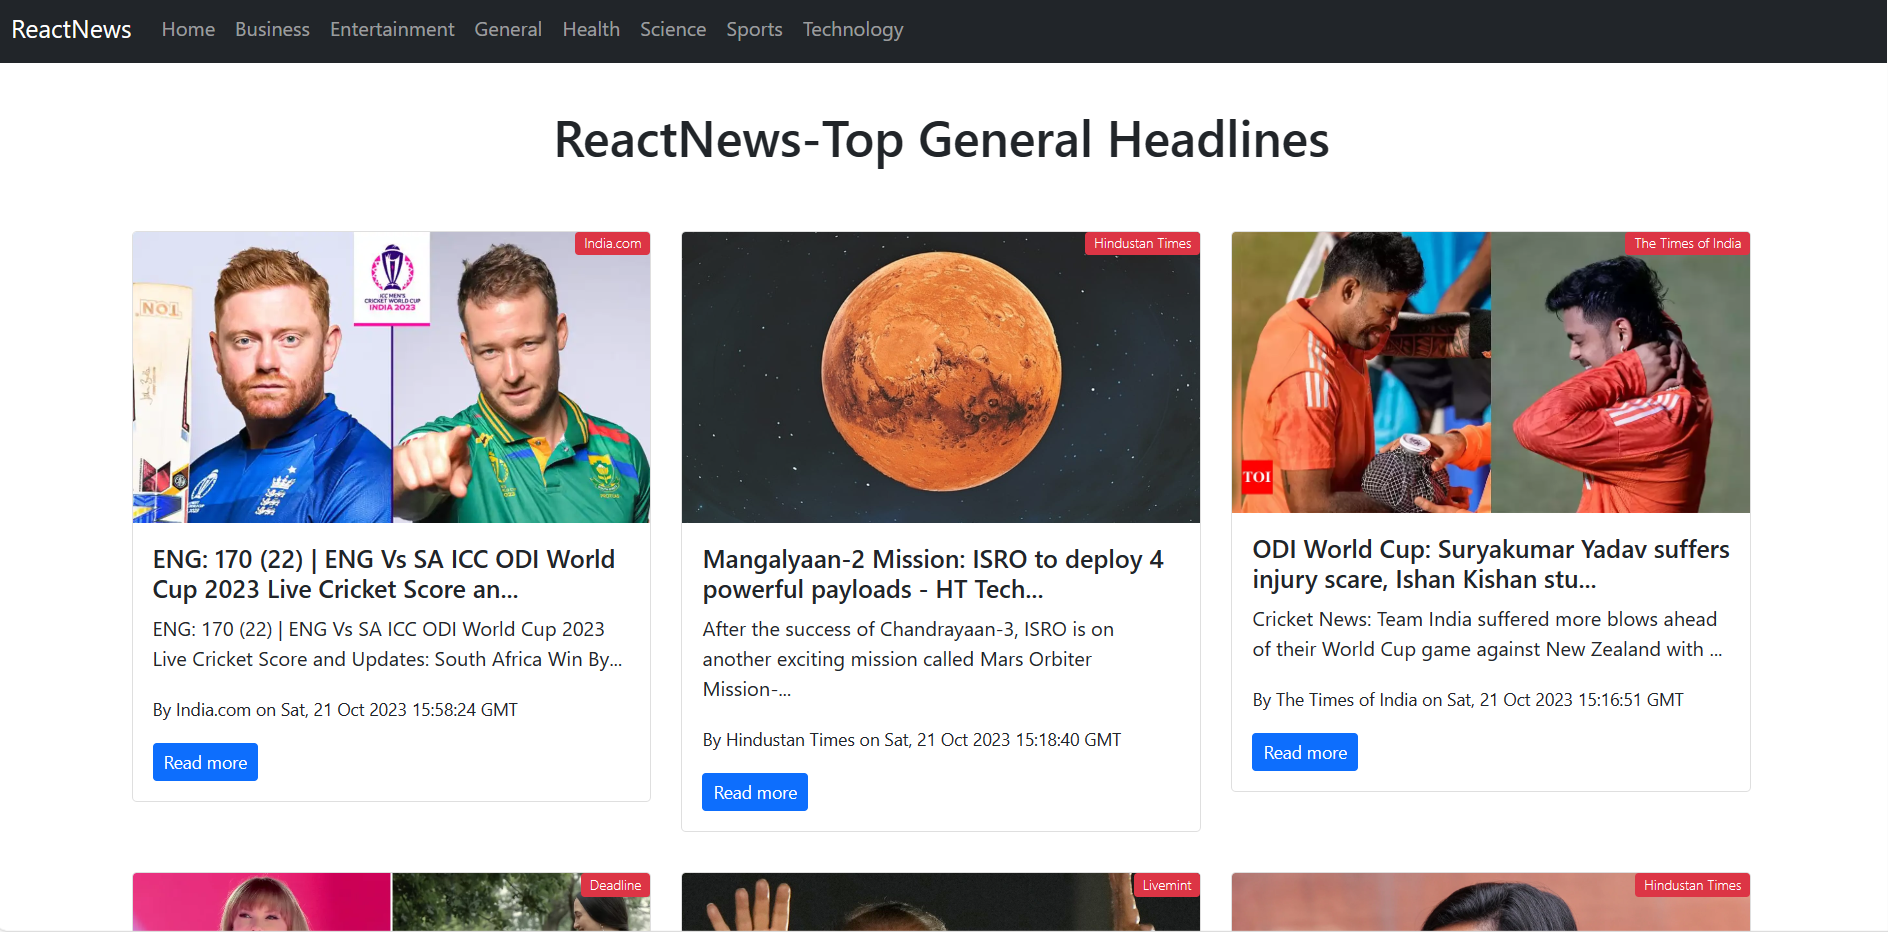 ReactNews Home Business Entertainment General Health Science Sports Technology
ReactNews-Top General Headlines
India.com
NOT
ICC MEN'S
CRICKET WORLD CUP
INDIA 2023
ENG: 170 (22) | ENG Vs SA ICC ODI World
Cup 2023 Live Cricket Score an...
ENG: 170 (22) | ENG Vs SA ICC ODI World Cup 2023
Live Cricket Score and Updates: South Africa Win By...
By India.com on Sat, 21 Oct 2023 15:58:24 GMT
Read more
Hindustan Times
Mangalyaan-2 Mission: ISRO to deploy 4
powerful payloads - HT Tech...
After the success of Chandrayaan-3, ISRO is on
another exciting mission called Mars Orbiter
Mission-...
By Hindustan Times on Sat, 21 Oct 2023 15:18:40 GMT
Read more
The Times of India
TOI
ODI World Cup: Suryakumar Yadav suffers
injury scare, Ishan Kishan stu...
Cricket News: Team India suffered more blows ahead
of their World Cup game against New Zealand with ...
By The Times of India on Sat, 21 Oct 2023 15:16:51 GMT
Read more
Deadline
Livemint
Hindustan Times